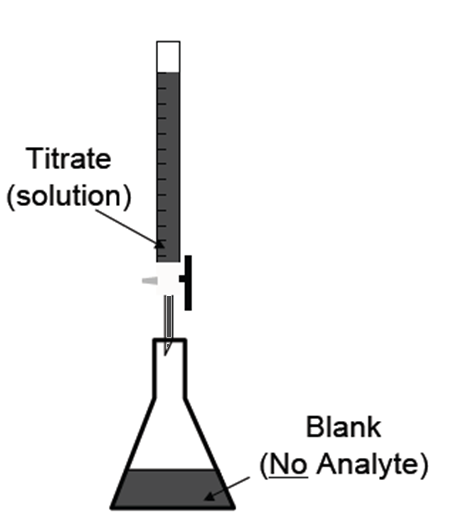 Titrate
(solution)
Blank
(No Analyte)